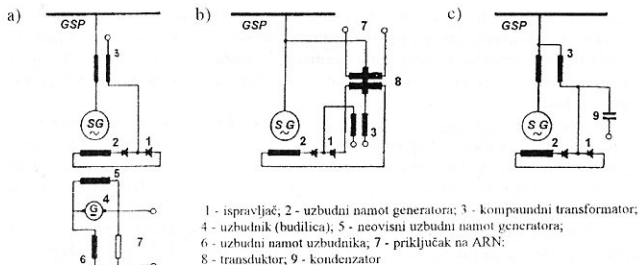 a)
GSP
3
SG
~
2
1
5
4
G
6
7
b)
GSP
7
8
SG
~
2
1
3
c)
GSP
3
9
SG
~
2
1
1 - ispravljač; 2 - uzbudni namot generatora; 3 - kompaundni transformator;
4 - uzbudnik (budilica); 5 - neovisni uzbudni namot generatora;
6 - uzbudni namot uzbudnika; 7 - priključak na ARN:
8 - transduktor; 9 - kondenzator